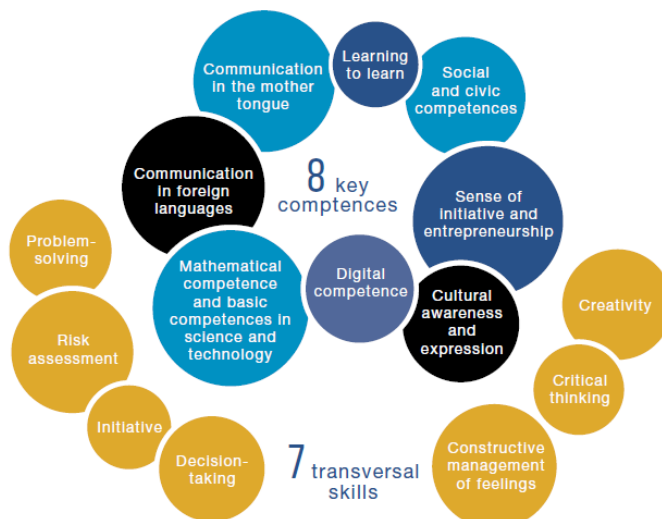 Communication
in the mother
tongue
Learning
to learn
Social
and civic
competences
Communication
in foreign
languages
8 key
comptences
Sense of
initiative and
entrepreneurship
Problem-
solving
Mathematical
competence
and basic
competences in
science and
technology
Digital
competence
Cultural
awareness
and
expression
Creativity
Risk
assessment
Critical
thinking
Initiative
Decision-
taking
7 transversal
skills
Constructive
management
of feelings